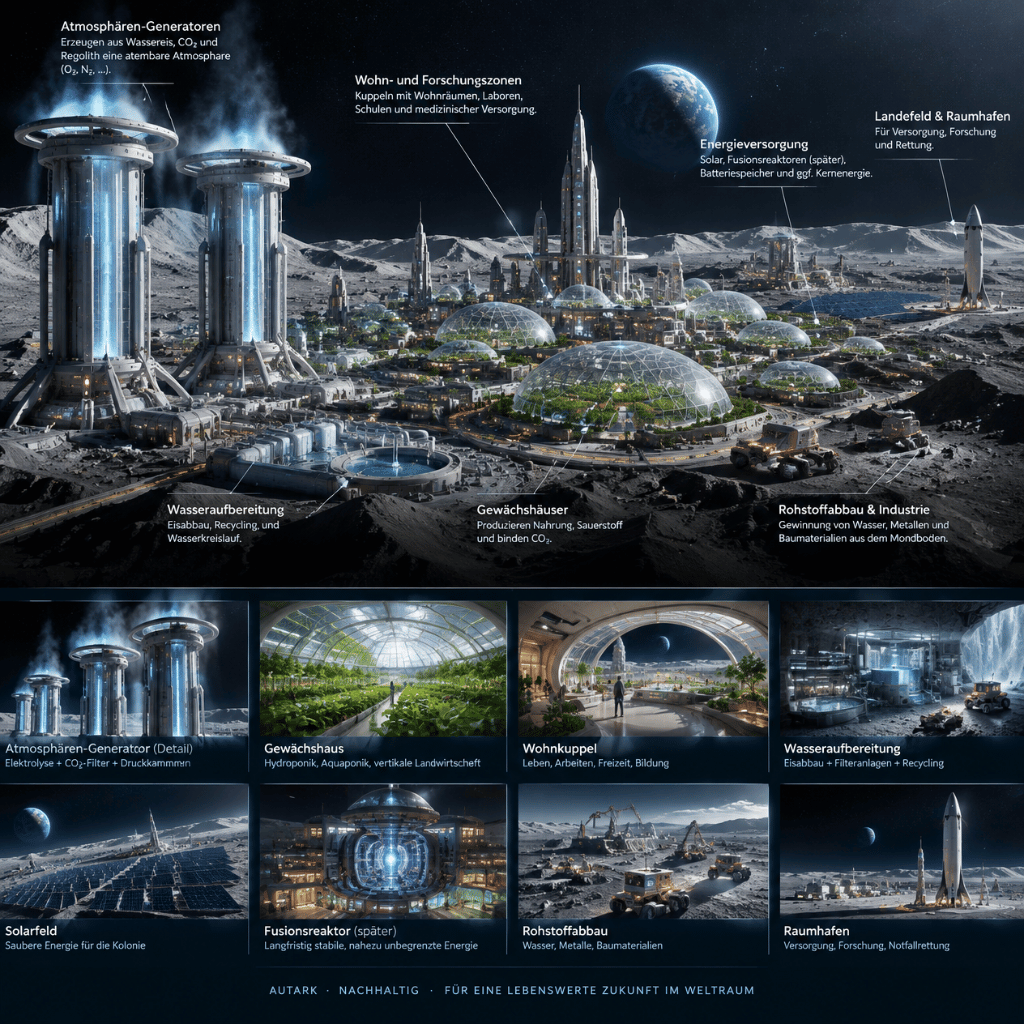 Atmosphären-Generatoren
Erzeugen aus Wassereis, CO₂ und
Regolith eine atembare Atmosphare
(O₂, N₂, ...).
Wohn- und Forschungszonen
Kuppeln mit Wohnräumen, Laboren,
Schulen und medizinischer Versorgung.
Energieversorgung
Solar, Fusionsreaktoren (später),
Batteriespeicher und ggf. Kernenergie.
Landefeld & Raumhafen
Für Versorgung, Forschung
und Rettung.
Wasseraufbereitung
Eisabbau, Recycling, und
Wasserkreislauf.
Gewächshäuser
Produzieren Nahrung, Sauerstoff
und binden CO₂.
Rohstoffabbau & Industrie
Gewinnung von Wasser, Metallen und
Baumaterialien aus dem Mondboden.
Atmosphären-Generator (Detail)
Elektrolyse + CO₂-Filter + Druckkammmm
Gewächshaus
Hydroponik, Aquaponik, vertikale Landwirtschaft
Wohnkuppel
Leben, Arbeiten, Freizeit, Bildung
Wasseraufbereitung
Eisabbau + Filteranlagen + Recycling
Solarfeld
Saubere Energie für die Kolonie
Fusionsreaktor (später)
Langfristig stabile, nahezu unbegrenzte Energie
Rohstoffabbau
Wasser, Metalle, Baumaterialien
Raumhafen
Versorgung, Forschung, Notfallrettung
AUTARK · NACHHALTIG · FÜR EINE LEBENSWERTE ZUKUNFT IM WELTRAUM